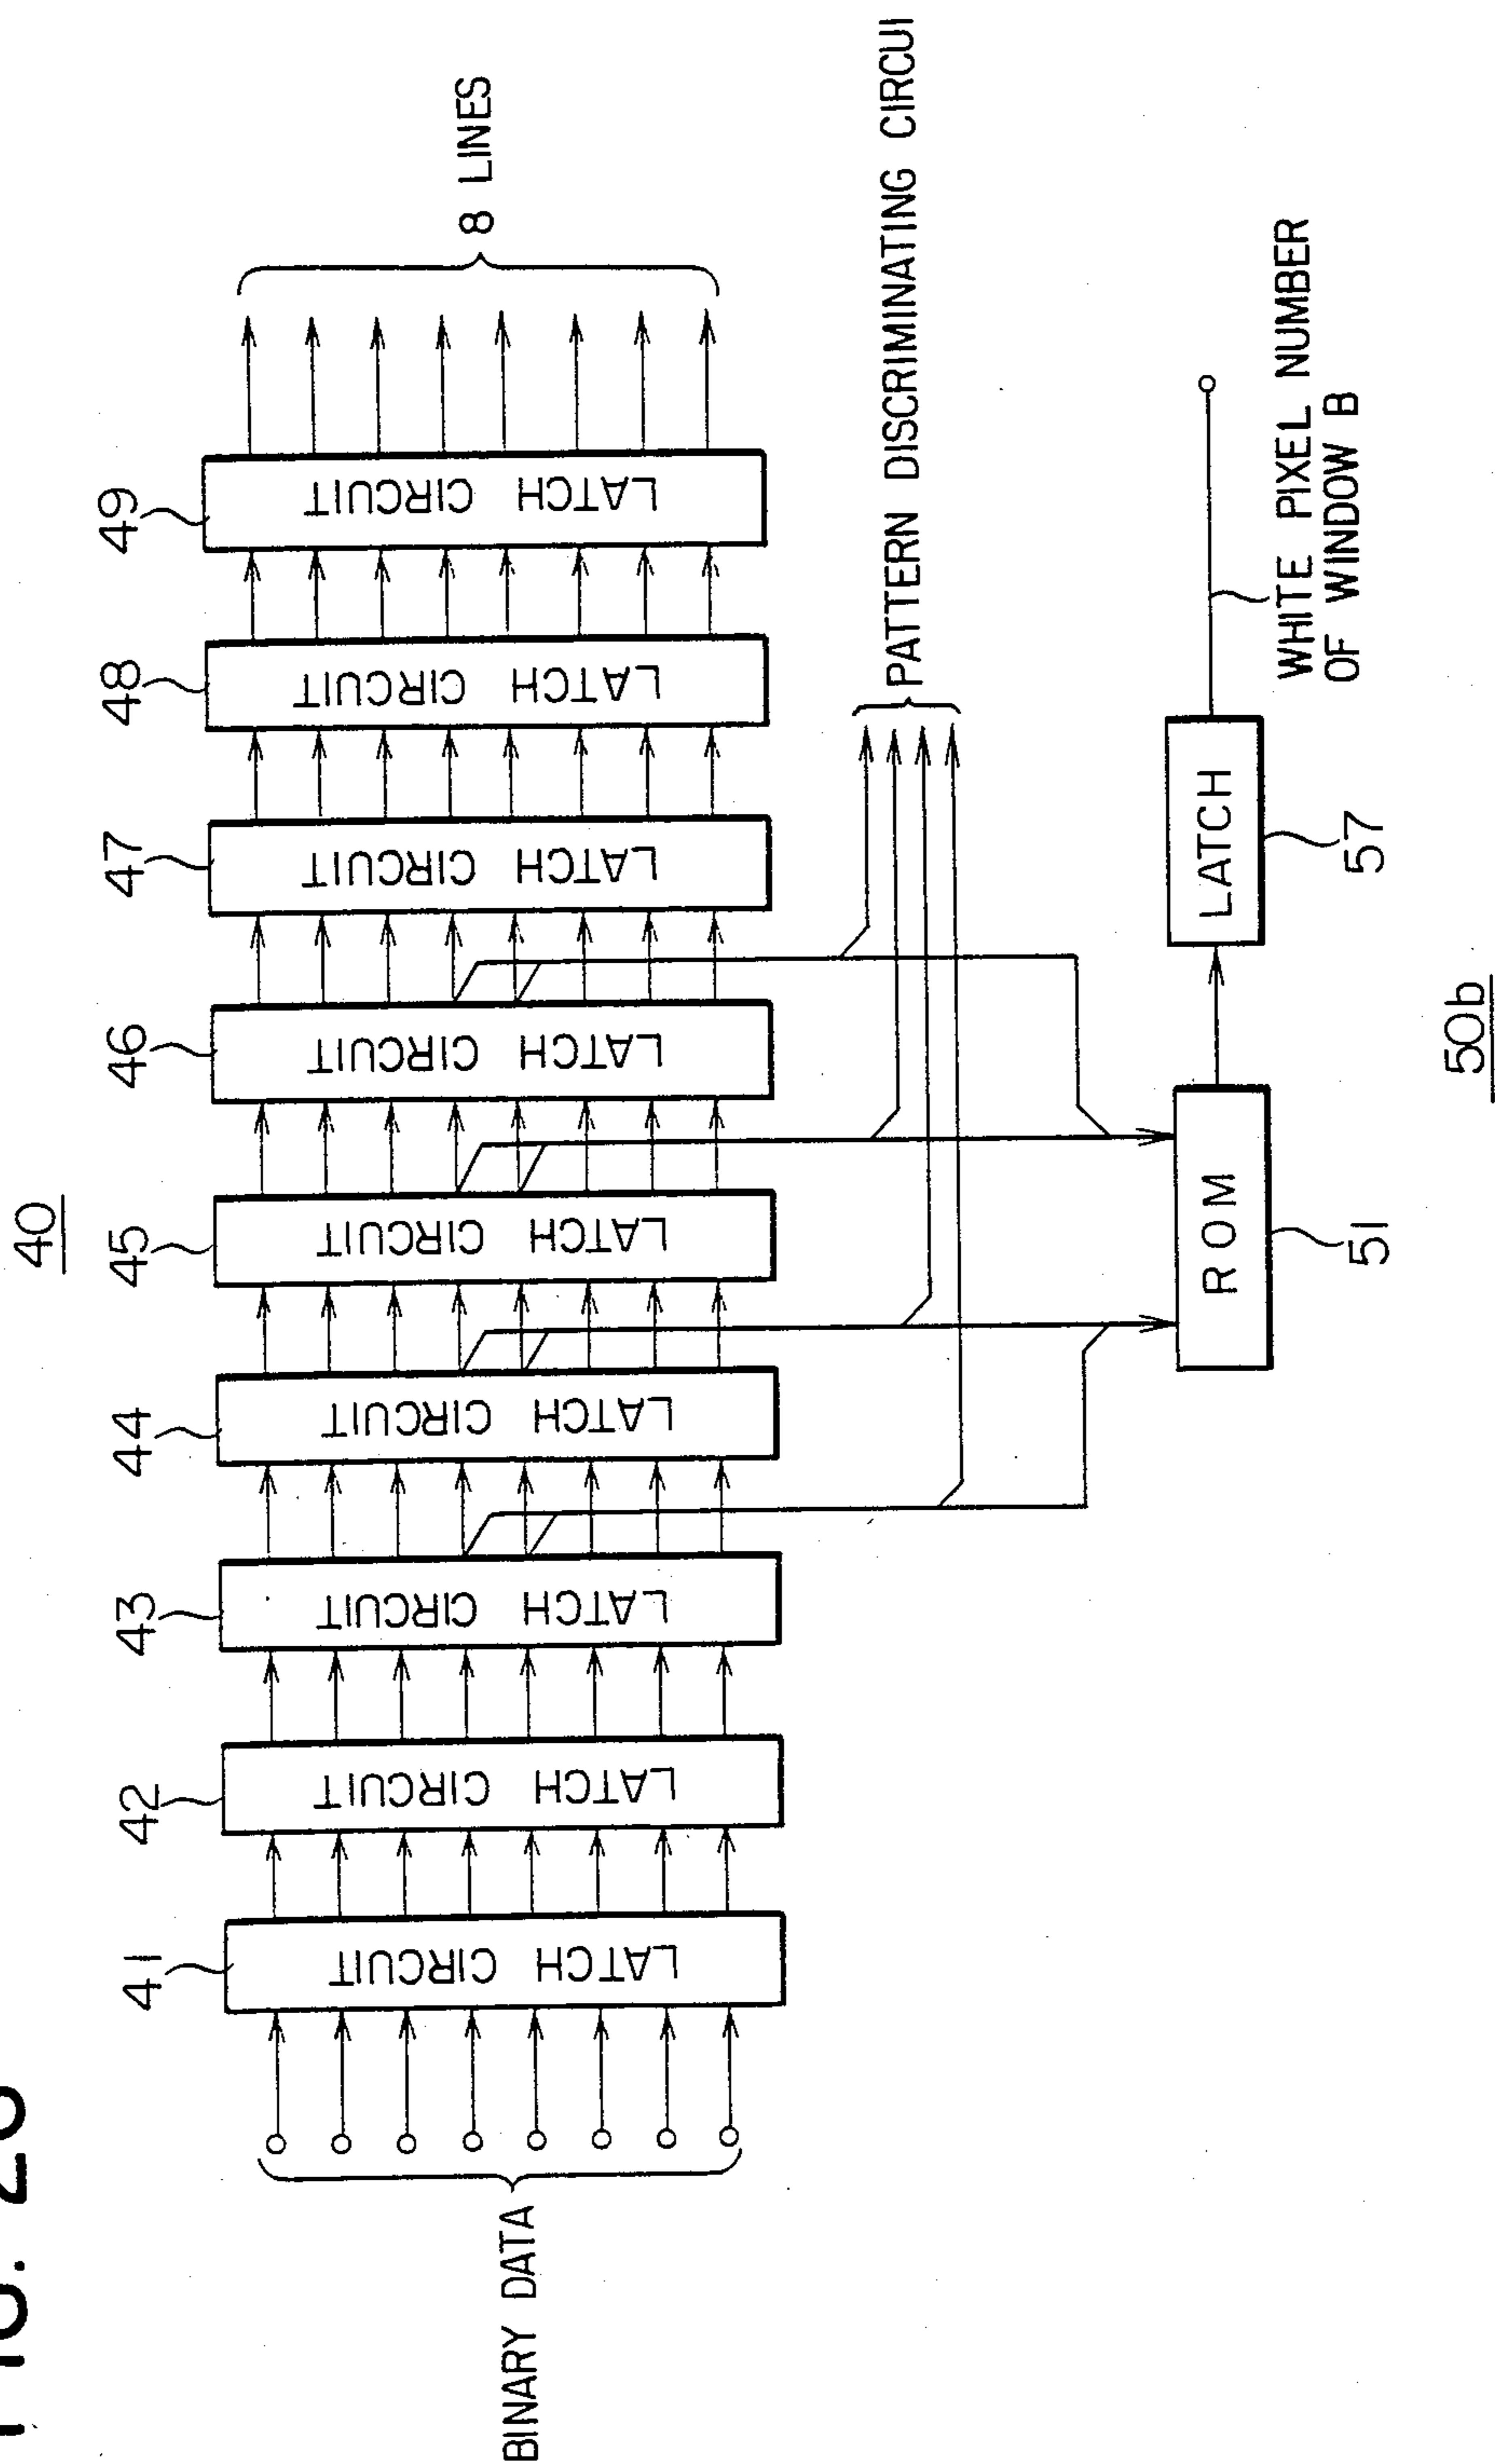 40
41
42
43
44
45
46
47
48
49
LATCH CIRCUIT
LATCH CIRCUIT
LATCH CIRCUIT
LATCH CIRCUIT
LATCH CIRCUIT
LATCH CIRCUIT
LATCH CIRCUIT
LATCH CIRCUIT
LATCH CIRCUIT
BINARY DATA
8 LINES
PATTERN DISCRIMINATING CIRCUI
ROM
51
LATCH
57
WHITE PIXEL NUMBER
OF WINDOW B
50b